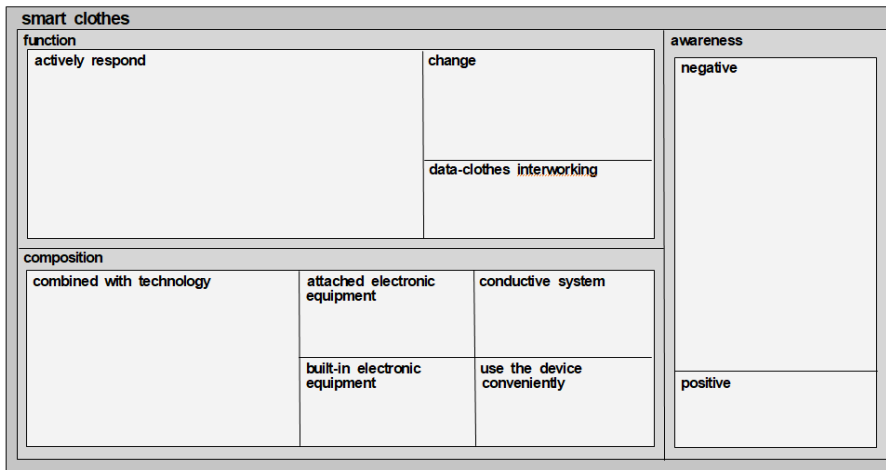 smart clothes
function
actively respond
change
data-clothes interworking
composition
combined with technology
attached electronic
equipment
conductive system
built-in electronic
equipment
use the device
conveniently
awareness
negative
positive